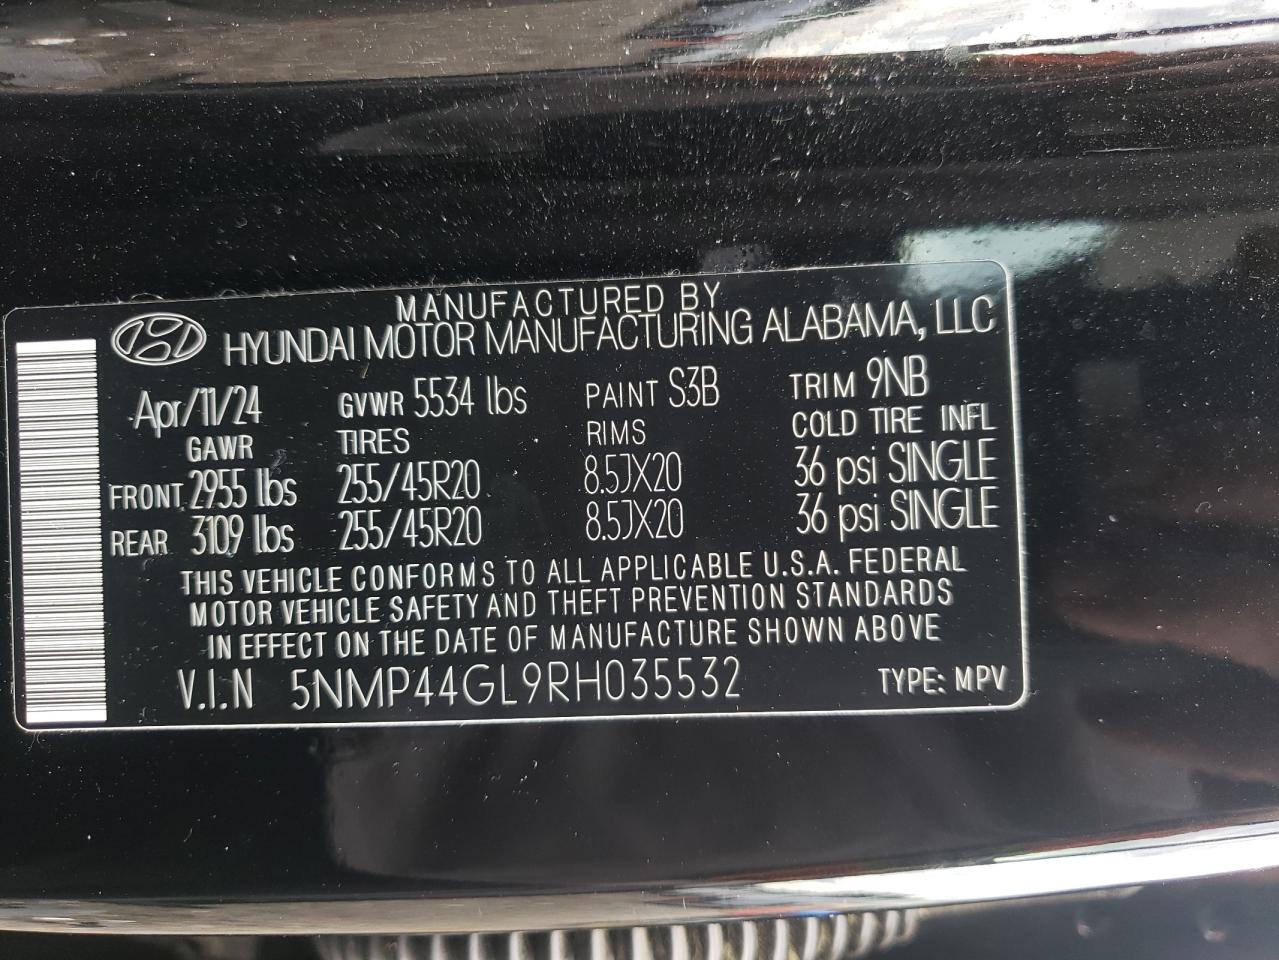 MANUFACTURED BY
HYUNDAI MOTOR MANUFACTURING ALABAMA, LLC
Apr/11/24 GVWR 5534 lbs PAINT S3B TRIM 9NB
GAWR TIRES RIMS COLD TIRE INFL
FRONT 2955 lbs 255/45R20 8.5JX20 36 psi SINGLE
REAR 3109 lbs 255/45R20 8.5JX20 36 psi SINGLE
THIS VEHICLE CONFORMS TO ALL APPLICABLE U.S.A. FEDERAL
MOTOR VEHICLE SAFETY AND THEFT PREVENTION STANDARDS
IN EFFECT ON THE DATE OF MANUFACTURE SHOWN ABOVE
V.I.N 5NMP44GL9RH035532 TYPE: MPV